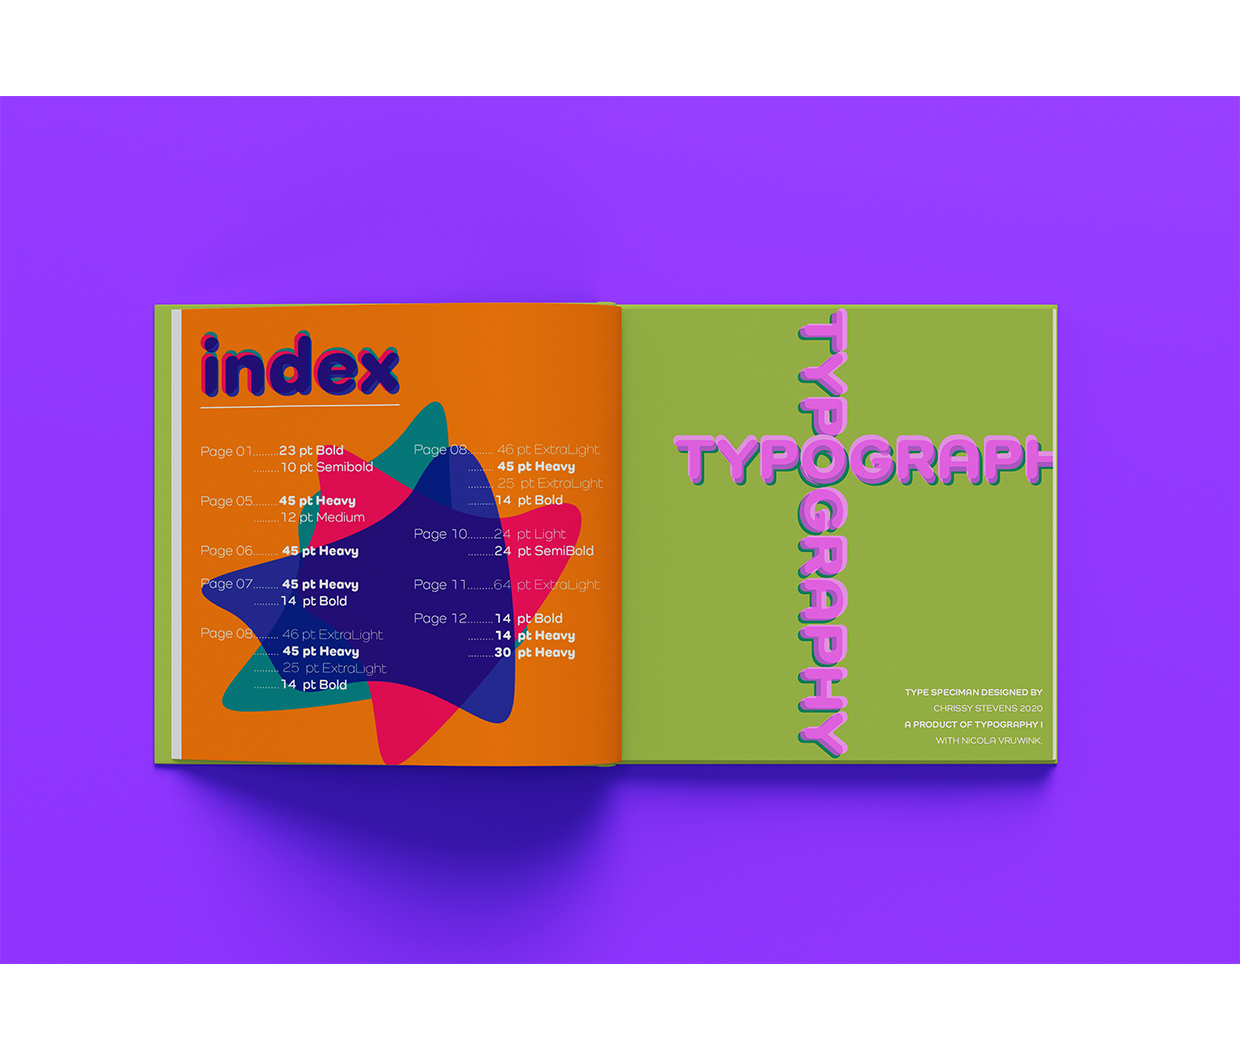 index
Page 01.........23 pt Bold
.........10 pt Semibold
Page 05.........45 pt Heavy
.........12 pt Medium
Page 06.........45 pt Heavy
Page 07.........45 pt Heavy
.........14 pt Bold
Page 08.........46 pt ExtraLight
.........45 pt Heavy
.........25 pt ExtraLight
.........14 pt Bold
Page 08.........46 pt ExtraLight
.........45 pt Heavy
.........25 pt ExtraLight
.........14 pt Bold
Page 10.........24 pt Light
.........24 pt SemiBold
Page 11.........64 pt ExtraLight
Page 12.........14 pt Bold
.........14 pt Heavy
.........30 pt Heavy
TYPOGRAPH
TYPOGRAPHY
TYPE SPECIMAN DESIGNED BY
CHRISSY STEVENS 2020
A PRODUCT OF TYPOGRAPHY I
WITH NICOLA VRUWINK.